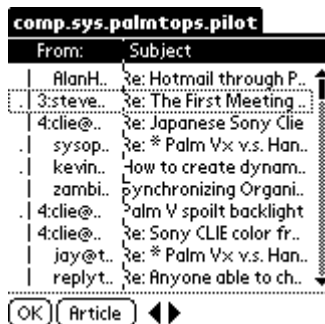 comp.sys.palmtops.pilot
From: Subject
AlanH.. Re: Hotmail through P..
. 3:steve.. Re: The First Meeting ..
4:clie@.. Re: Japanese Sony Clie
. sysop.. Re: * Palm Vx v.s. Han..
. kevin.. How to create dynam..
zambi.. Synchronizing Organi..
. 4:clie@.. Palm V spoilt backlight
4:clie@.. Re: Sony CLIE color fr..
jay@t.. Re: * Palm Vx v.s. Han..
replyt.. Re: Anyone able to ch..
OK Article